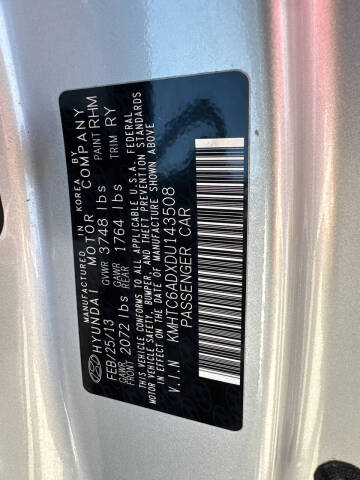 MANUFACTURED IN KOREA BY
HYUNDAI MOTOR COMPANY
FEB/25/13 GVWR 3748 lbs PAINT RHM
GAWR FRONT 2072 lbs GAWR REAR 1764 lbs TRIM RY
THIS VEHICLE CONFORMS TO ALL APPLICABLE U.S.A. FEDERAL
MOTOR VEHICLE SAFETY, BUMPER, AND THEFT PREVENTION STANDARDS
IN EFFECT ON THE DATE OF MANUFACTURE SHOWN ABOVE
V.I.N KMHTC6ADXDU143508
PASSENGER CAR